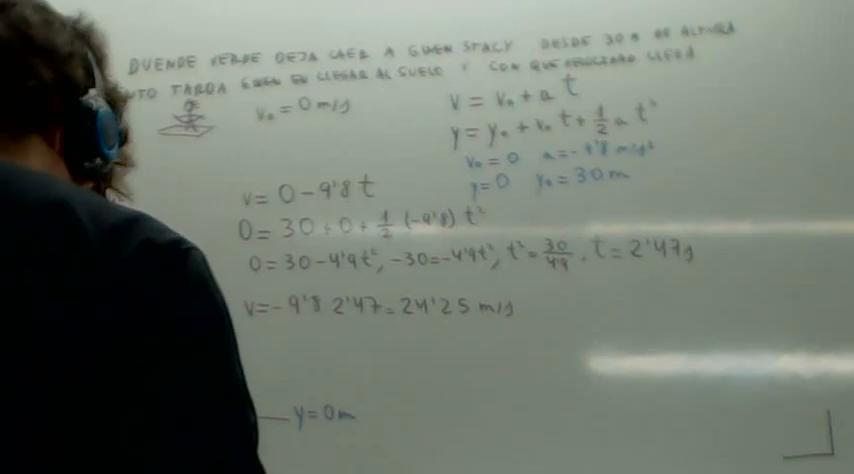 DUENDE VERDE DEJA CAER A GWEN STACY DESDE 30 M DE ALTURA
NTO TARDA GWEN EN LLEGAR AL SUELO Y CON QUE VELOCIDAD LLEGA
v₀ = 0 m/s
v = v₀ + a t
y = y₀ + v₀ t + 1/2 a t²
v₀ = 0 a = -9'8 m/s²
y = 0 y₀ = 30 m
v = 0 - 9'8 t
0 = 30 + 0 + 1/2 (-9'8) t²
0 = 30 - 4'9 t², -30 = -4'9 t², t² = 30/4'9, t = 2'47 s
v = -9'8 2'47 = 24'25 m/s
y = 0 m